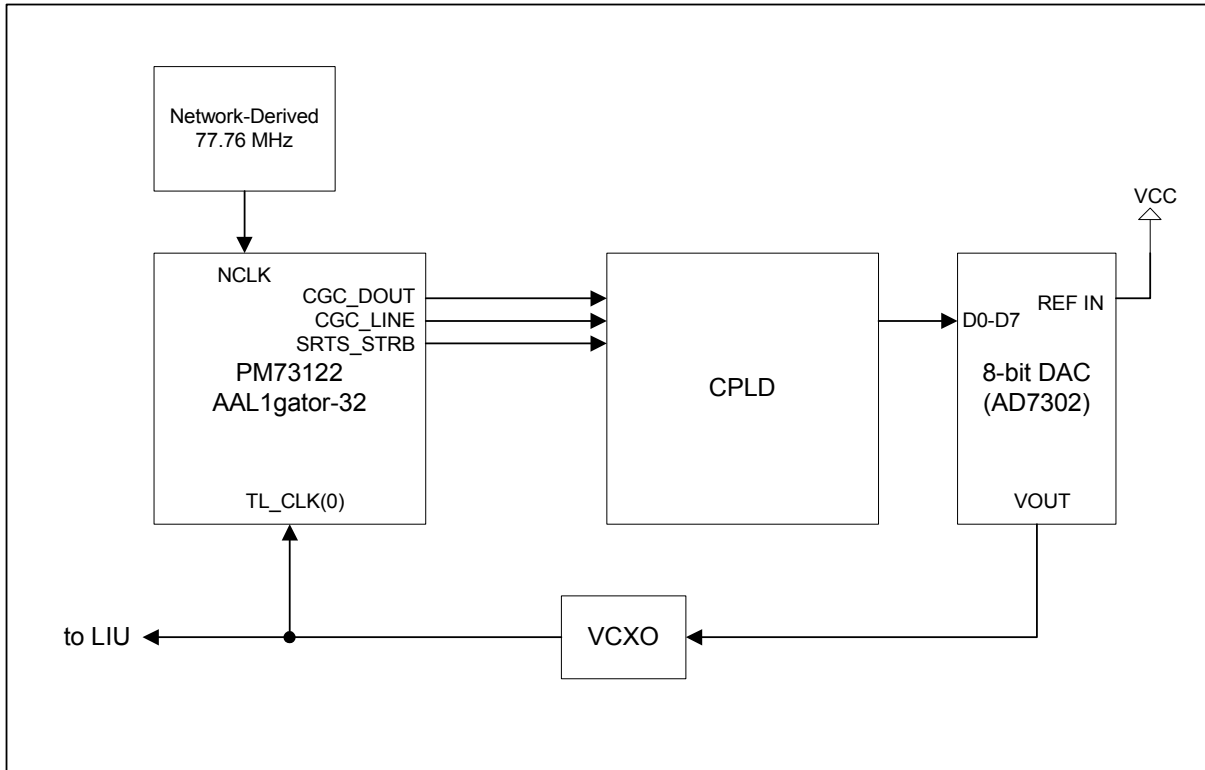 Network-Derived
77.76 MHz
VCC
NCLK
CGC_DOUT
CGC_LINE
SRTS_STRB
PM73122
AAL1gator-32
TL_CLK(0)
CPLD
REF IN
D0-D7
8-bit DAC
(AD7302)
VOUT
to LIU
VCXO